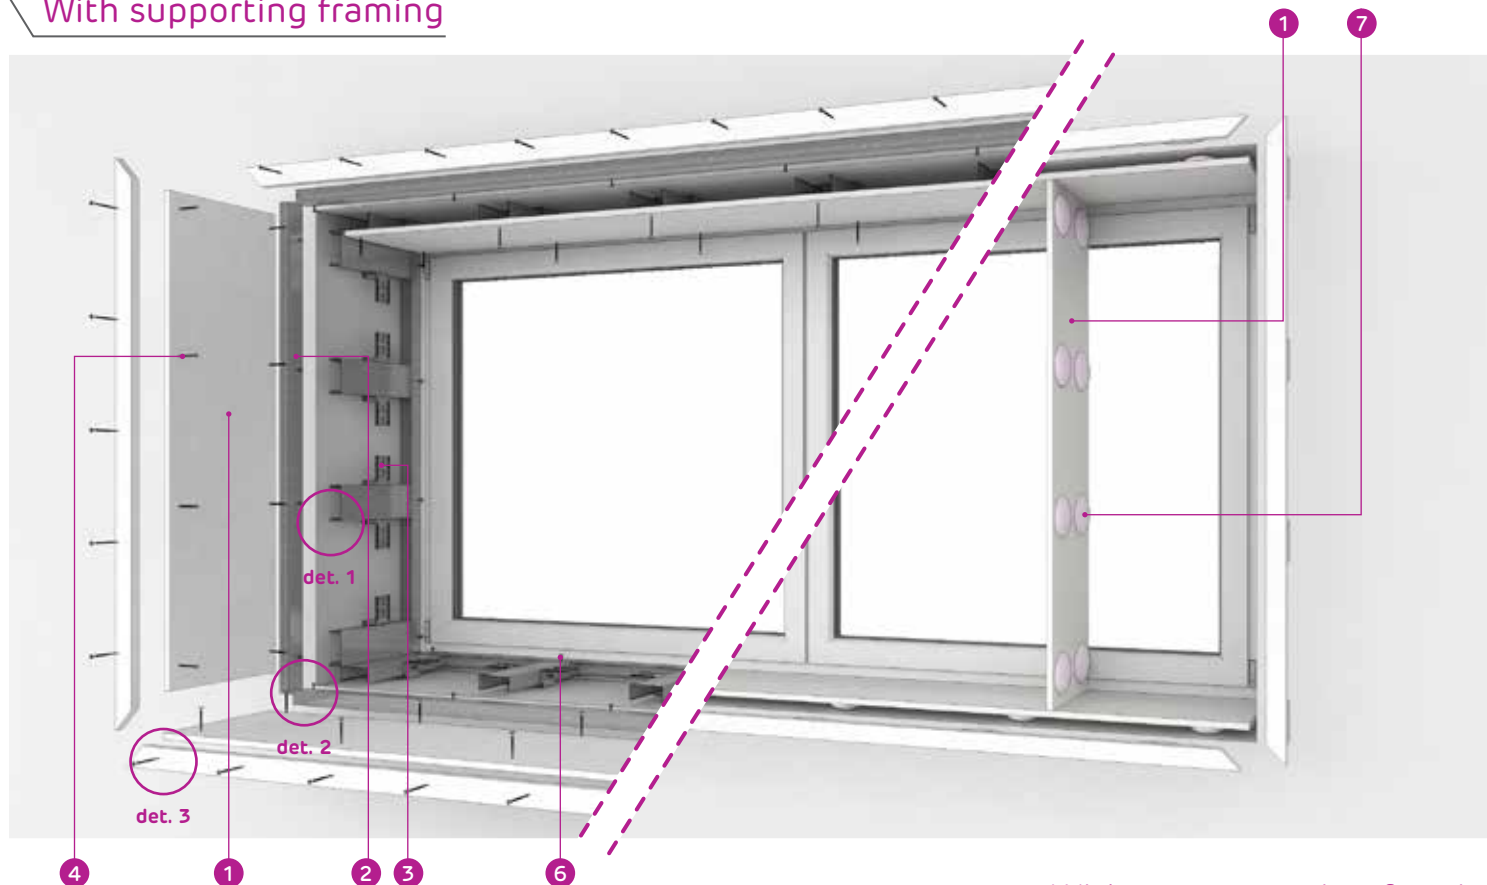 With supporting framing
1 7
det. 1
det. 2
det. 3
4 1 2 3 6